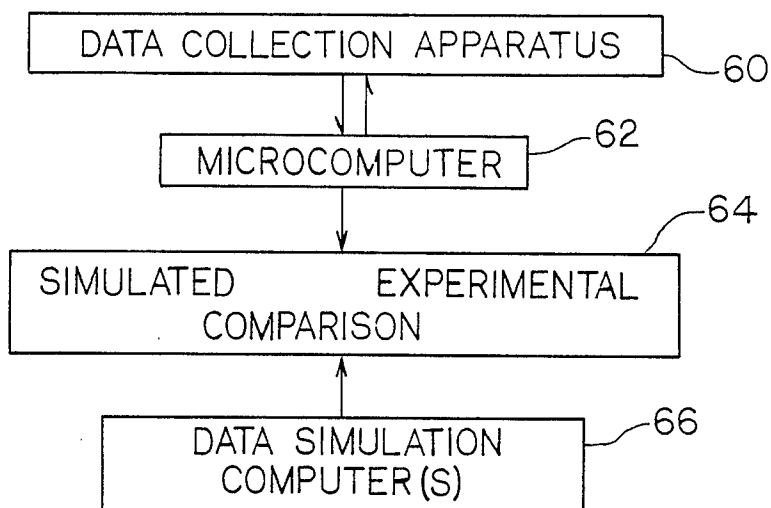 DATA COLLECTION APPARATUS
60
62
MICROCOMPUTER
64
SIMULATED EXPERIMENTAL
COMPARISON
66
DATA SIMULATION
COMPUTER(S)